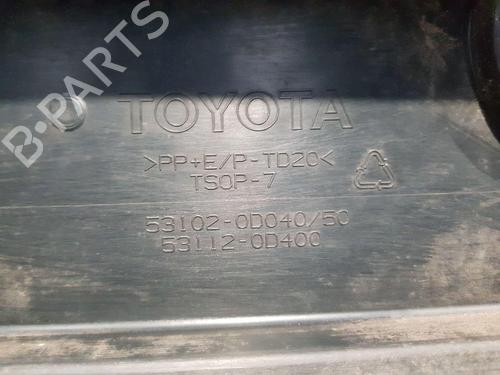 B-PARTS
TOYOTA
>PP+E/P-TD20<
TSOP-7
53102-0D040/50
53112-0D400